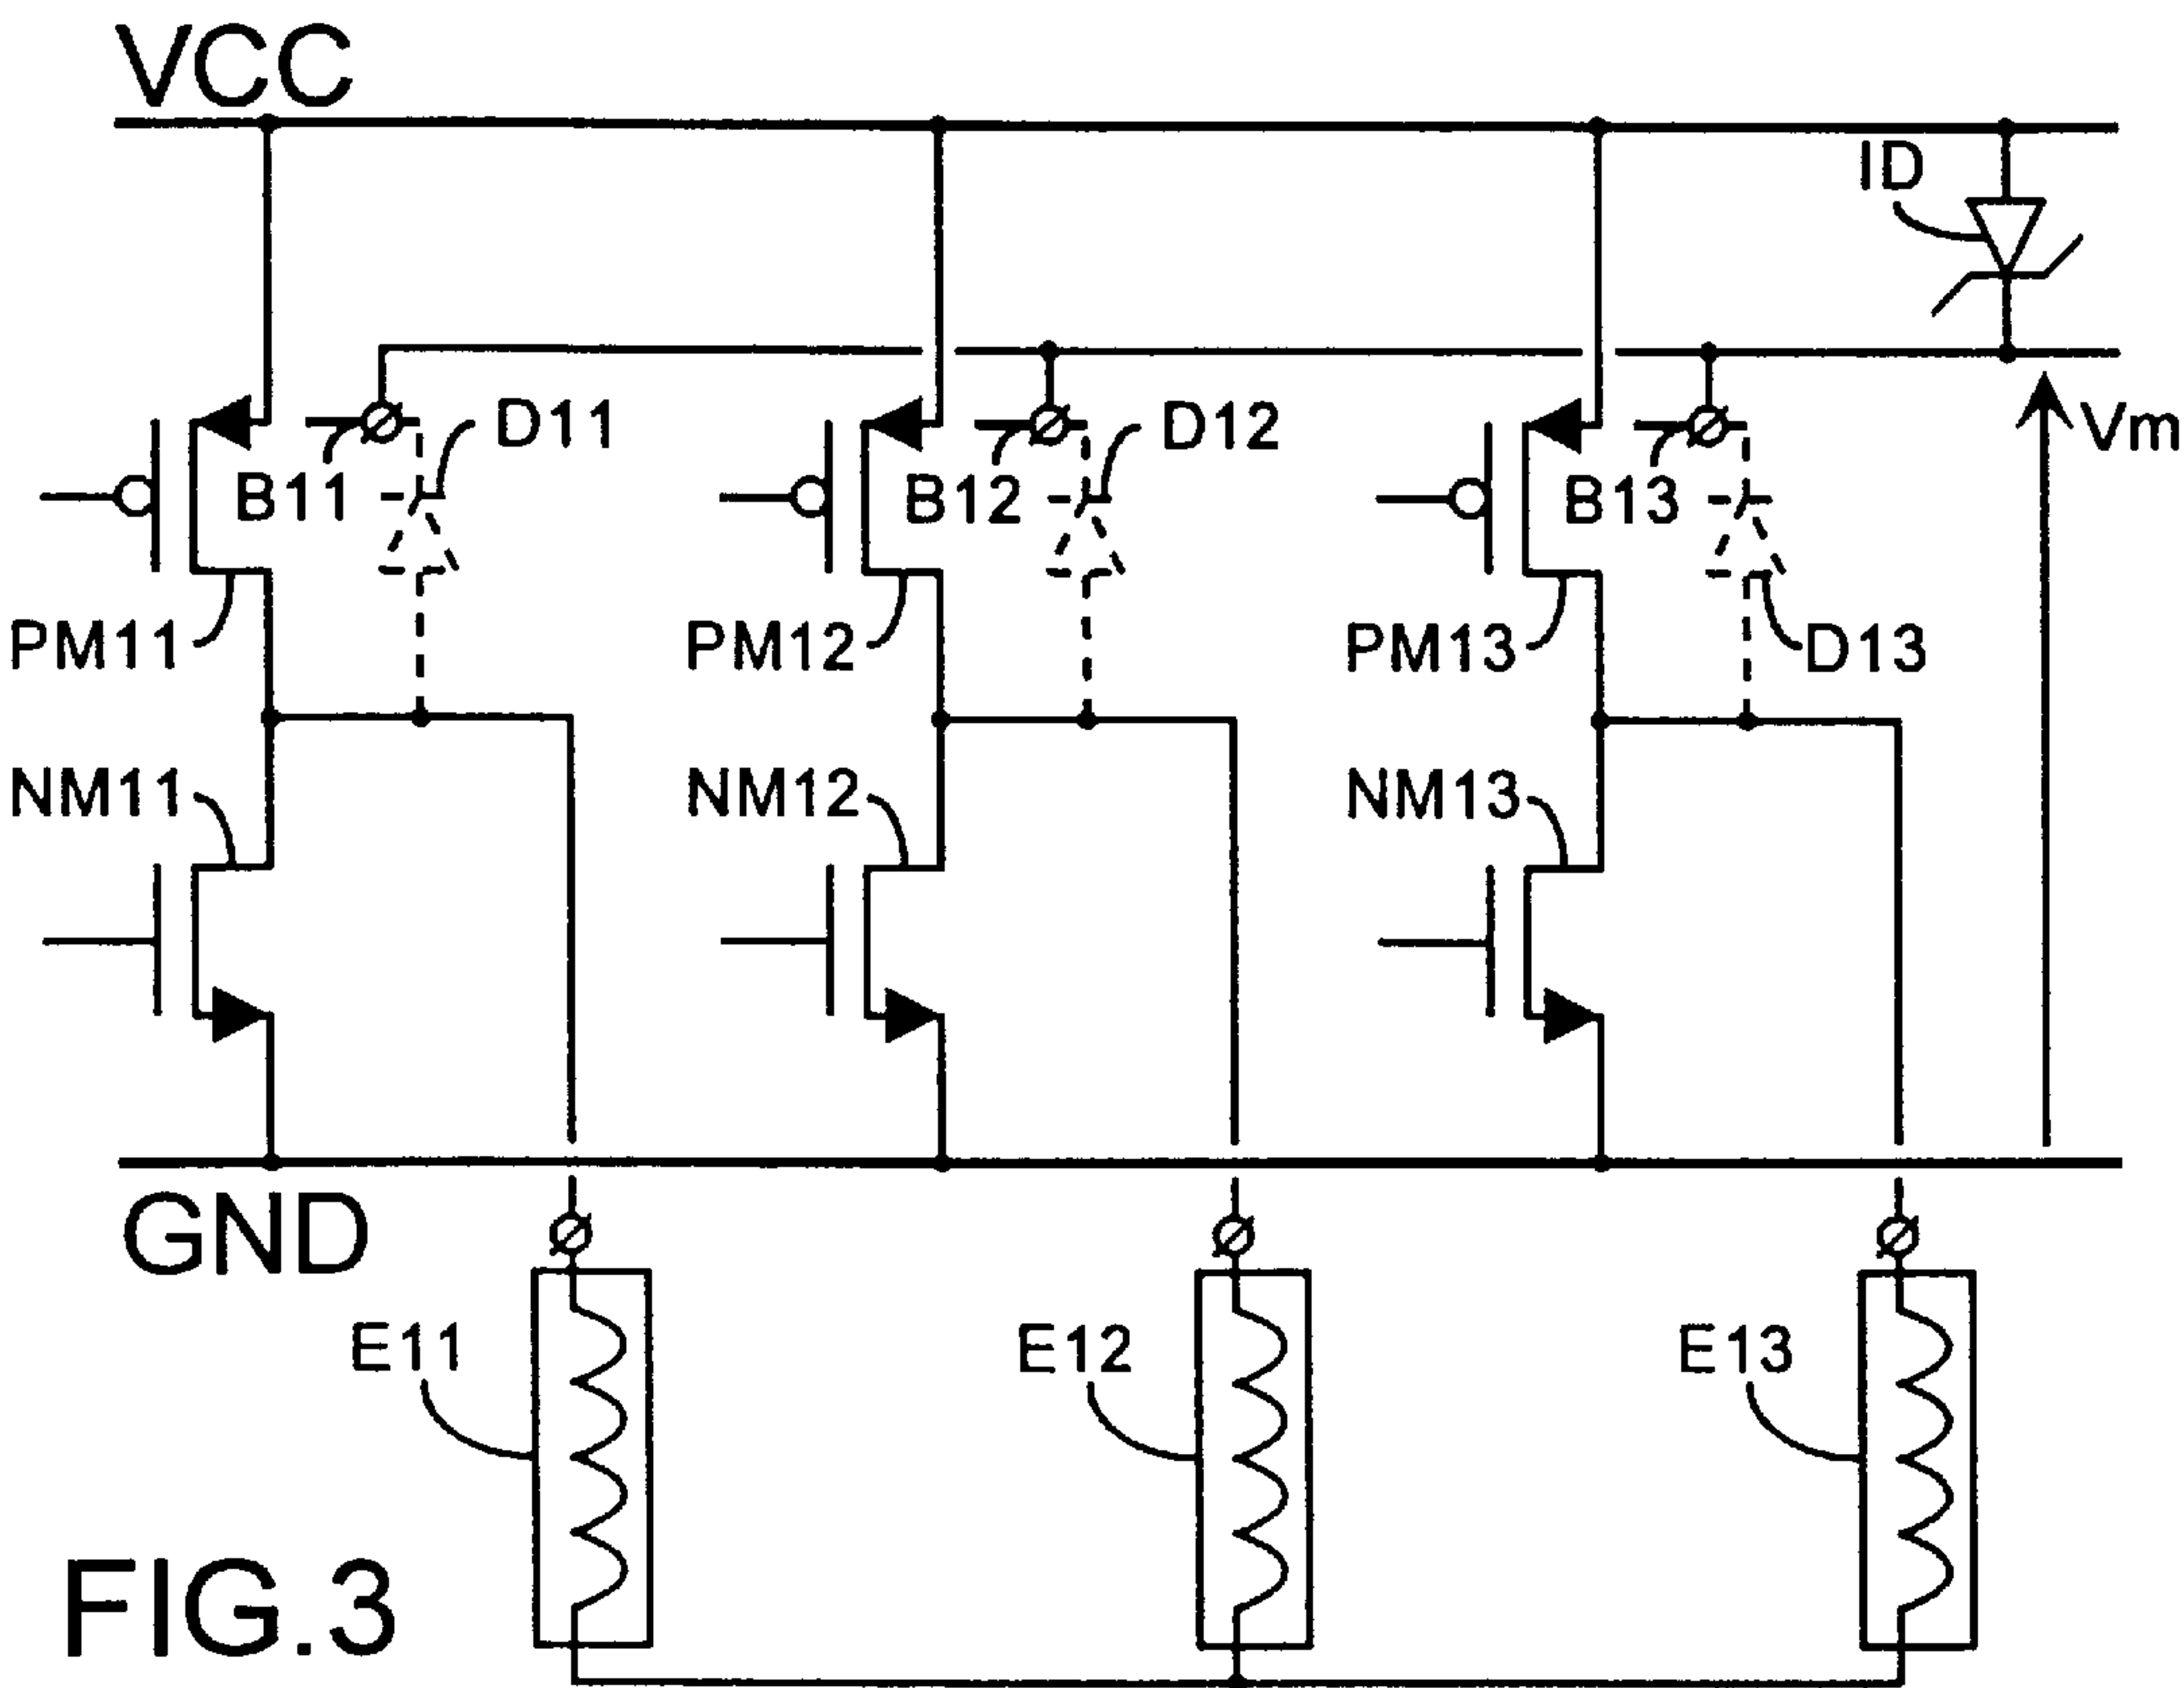 VCC
ID
Vm
D11
D12
B11
B12
B13
PM11
PM12
PM13
D13
NM11
NM12
NM13
GND
E11
E12
E13
FIG.3